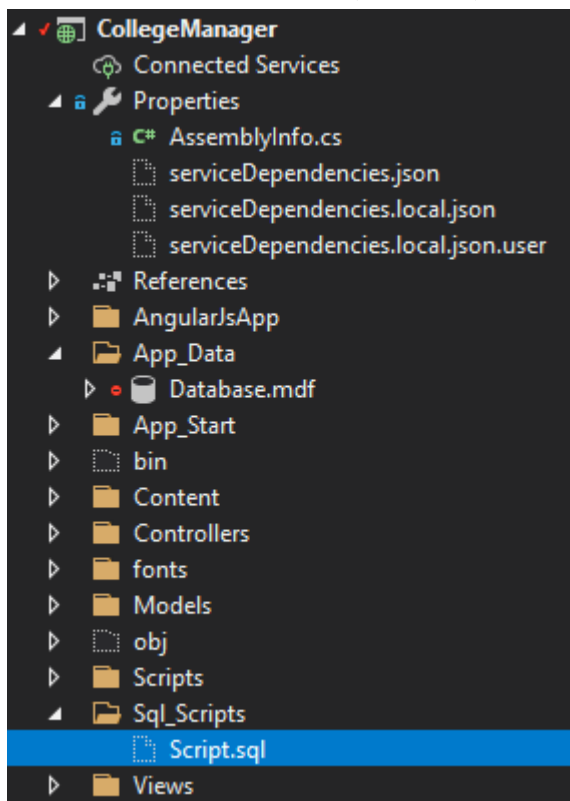 CollegeManager
Connected Services
Properties
C# AssemblyInfo.cs
serviceDependencies.json
serviceDependencies.local.json
serviceDependencies.local.json.user
References
AngularJsApp
App_Data
Database.mdf
App_Start
bin
Content
Controllers
fonts
Models
obj
Scripts
Sql_Scripts
Script.sql
Views